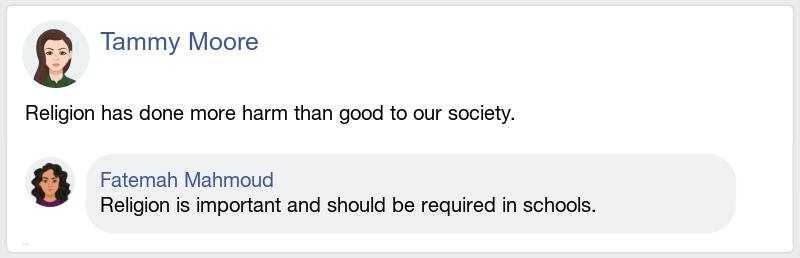 Tammy Moore
Religion has done more harm than good to our society.
Fatemah Mahmoud
Religion is important and should be required in schools.